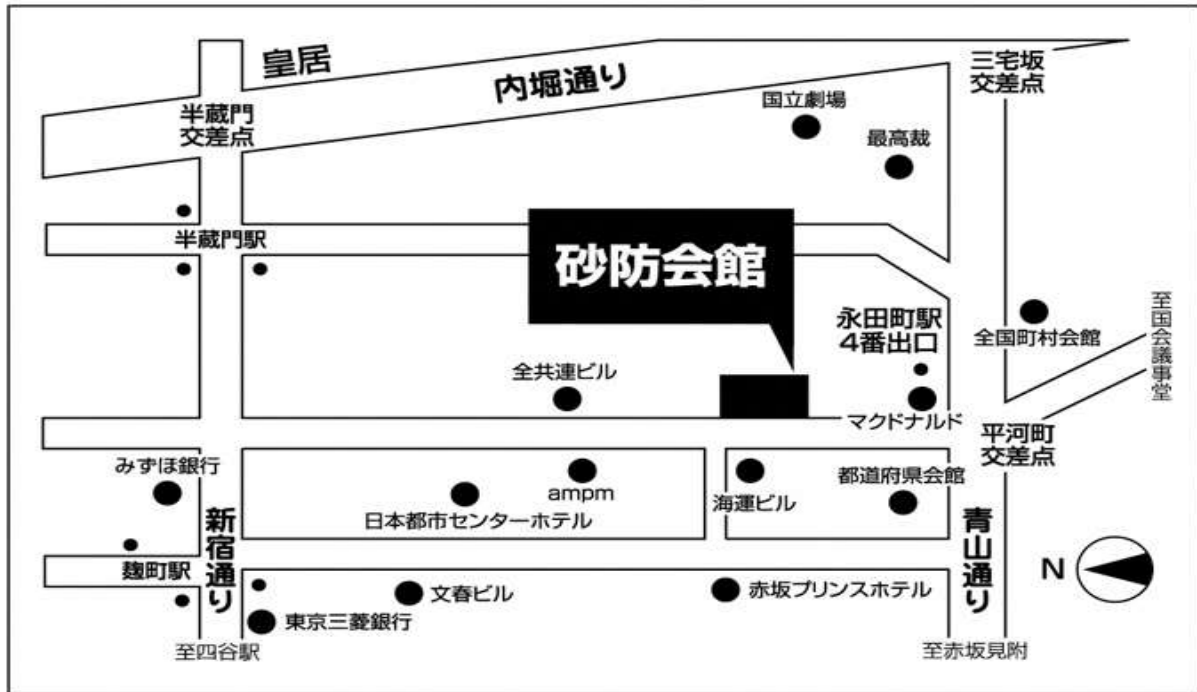 皇居
内堀通り
三宅坂
交差点
半蔵門
交差点
国立劇場
最高裁
半蔵門駅
砂防会館
永田町駅
4番出口
全国町村会館
至国会議事堂
全共連ビル
マクドナルド
平河町
交差点
みずほ銀行
ampm
海運ビル
都道府県会館
日本都市センターホテル
新宿通り
青山通り
麹町駅
N
文春ビル
赤坂プリンスホテル
東京三菱銀行
至四谷駅
至赤坂見附